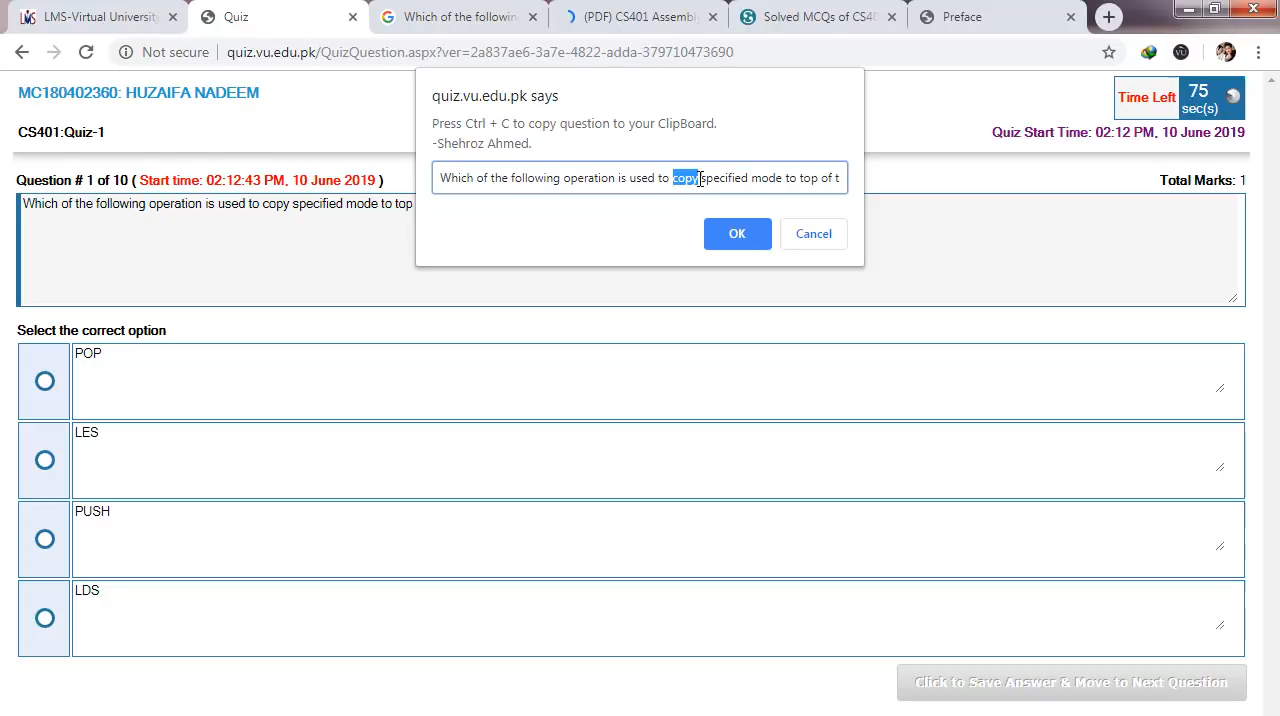 LMS-Virtual University
Quiz
Which of the followin
(PDF) CS401 Assembl
Solved MCQs of CS40
Preface
Not secure
quiz.vu.edu.pk/QuizQuestion.aspx?ver=2a837ae6-3a7e-4822-adda-379710473690
MC180402360: HUZAIFA NADEEM
Time Left
75
sec(s)
CS401:Quiz-1
Quiz Start Time: 02:12 PM, 10 June 2019
quiz.vu.edu.pk says
Press Ctrl + C to copy question to your ClipBoard.
-Shehroz Ahmed.
Which of the following operation is used to copy specified mode to top of t
OK
Cancel
Question # 1 of 10 ( Start time: 02:12:43 PM, 10 June 2019 )
Total Marks: 1
Which of the following operation is used to copy specified mode to top
Select the correct option
POP
LES
PUSH
LDS
Click to Save Answer & Move to Next Question